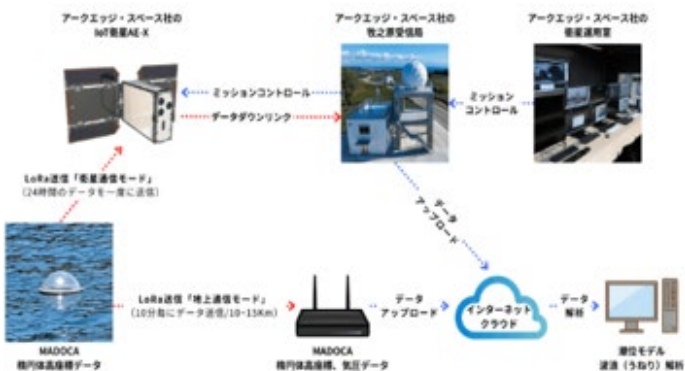 アークエッジ・スペース社の
IoT衛星AE-X
アークエッジ・スペース社の
牧之原受信局
アークエッジ・スペース社の
衛星運用室
ミッションコントロール
データダウンリンク
ミッション
コントロール
LoRa送信「衛星通信モード」
(24時間のデータを一度に送信)
データ
アップロード
LoRa送信「地上通信モード」
(10分毎にデータ送信/10~15Km)
データ
アップロード
インターネット
クラウド
データ
解析
MADOCA
楕円体高座標データ
MADOCA
楕円体高座標、気圧データ
潮位モデル
波浪(うねり)解析